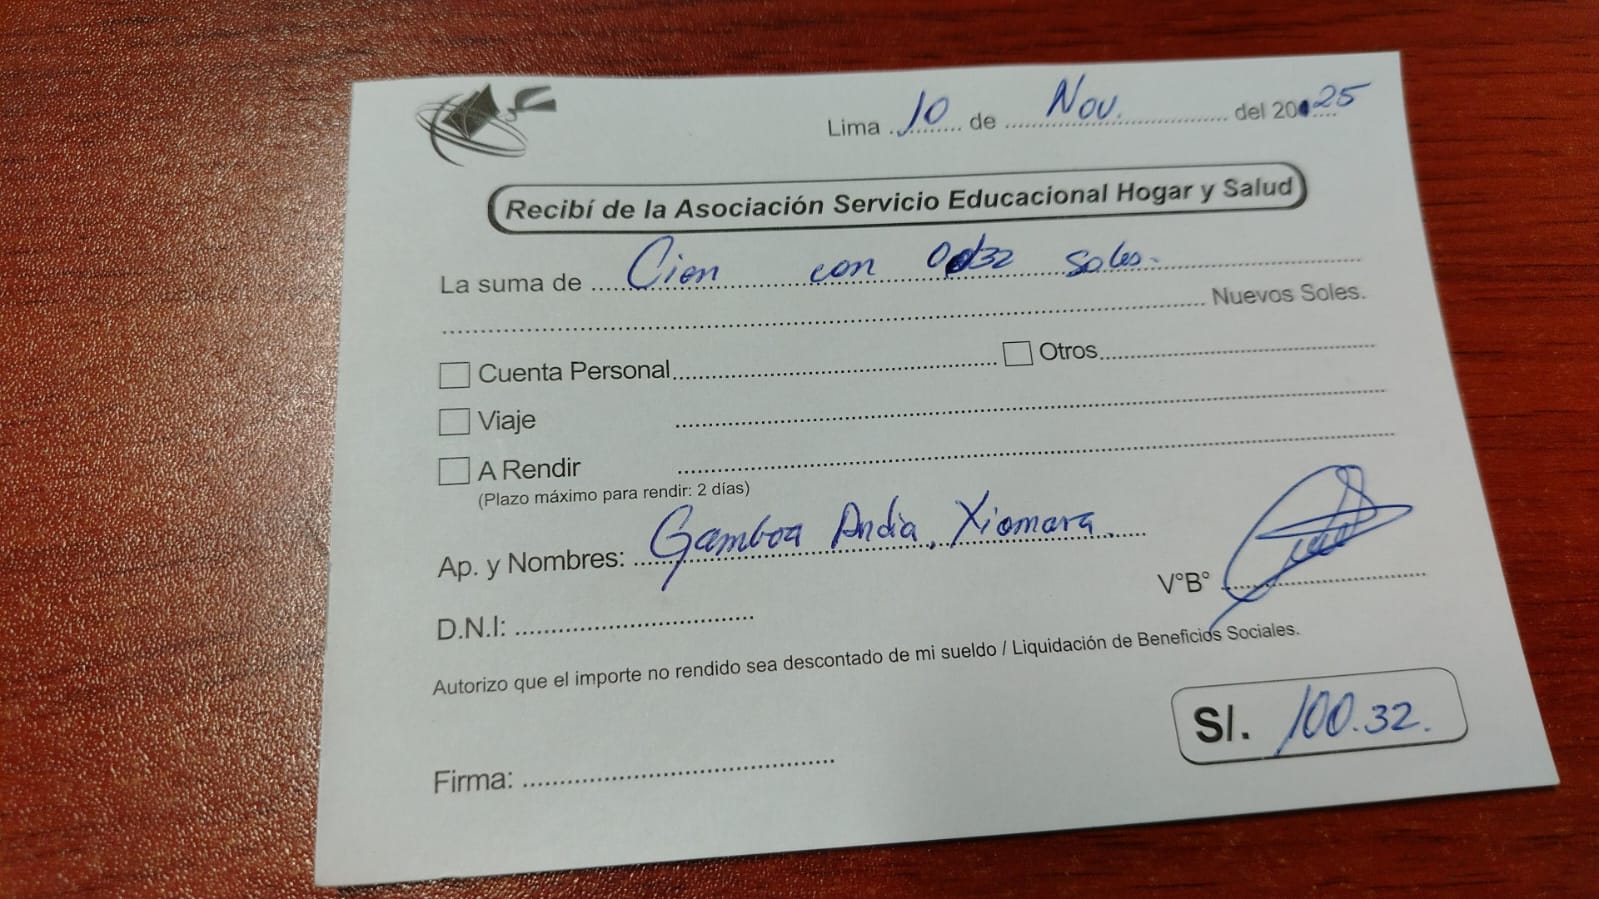 Lima 10 de Nov. del 2025
Recibí de la Asociación Servicio Educacional Hogar y Salud
La suma de Cien con 32 soles.
Nuevos Soles.
Cuenta Personal Otros
Viaje
A Rendir
(Plazo máximo para rendir: 2 días)
Ap. y Nombres: Gamboa Andia, Xiomara.
V°B°
D.N.I:
Autorizo que el importe no rendido sea descontado de mi sueldo / Liquidación de Beneficios Sociales.
S/. 100.32.
Firma: